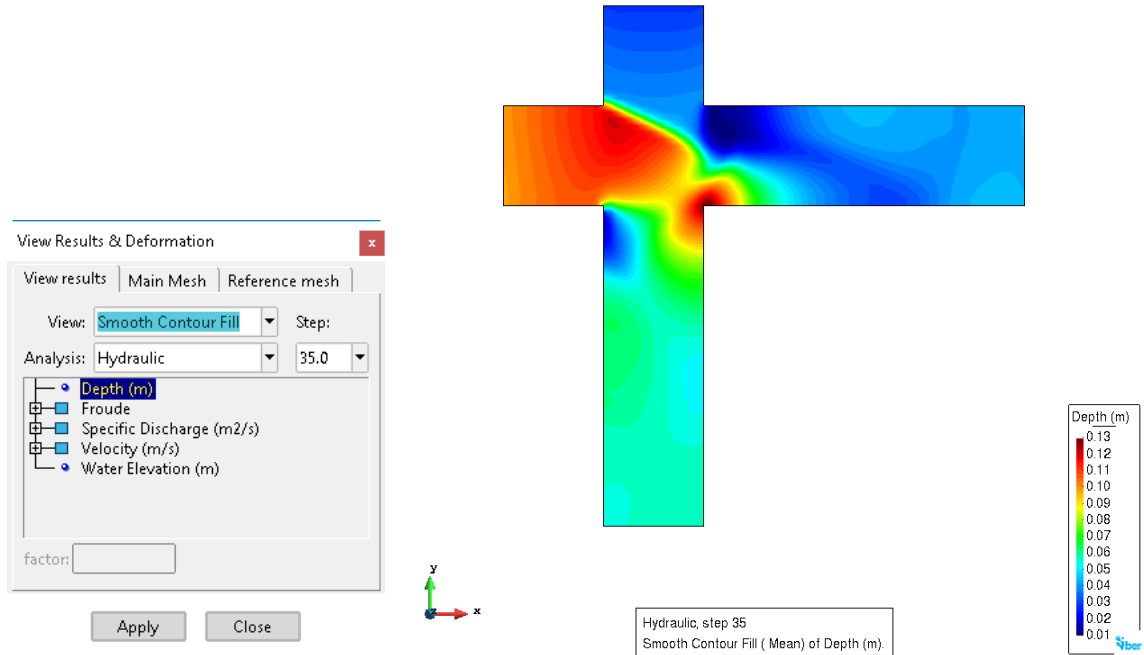 View Results & Deformation
x
View results
Main Mesh
Reference mesh
View:
Smooth Contour Fill
Step:
Analysis:
Hydraulic
35.0
Depth (m)
Froude
Specific Discharge (m2/s)
Velocity (m/s)
Water Elevation (m)
factor:
Apply
Close
y
z
x
Hydraulic, step 35
Smooth Contour Fill ( Mean) of Depth (m).
Depth (m)
0.13
0.12
0.11
0.10
0.09
0.08
0.07
0.06
0.05
0.04
0.03
0.02
0.01
iber